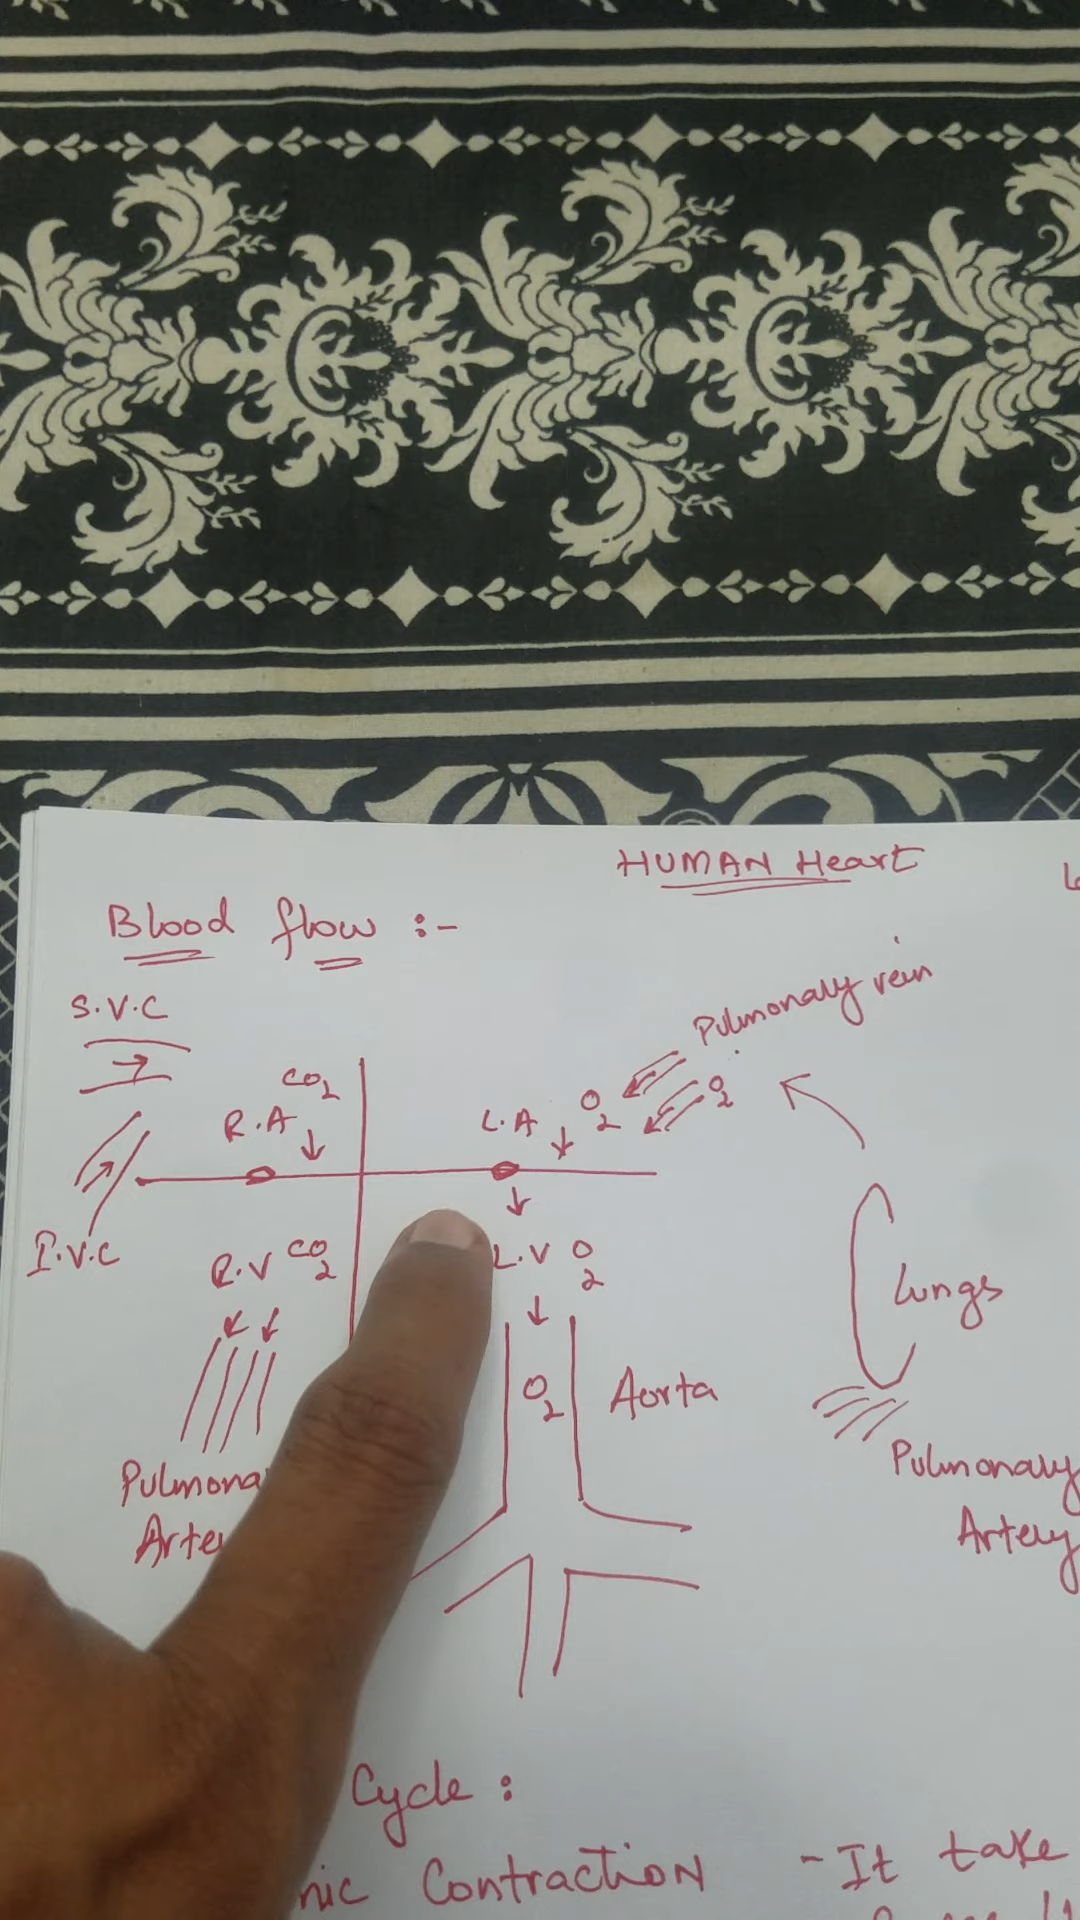 HUMAN Heart
Blood flow :-
S.V.C
Pulmonary vein
CO2
R.A
L.A
O2
O2
I.V.C
R.V CO2
L.V O2
Lungs
O2
Aorta
Pulmonary
Artery
Cycle :
Contraction
- It take